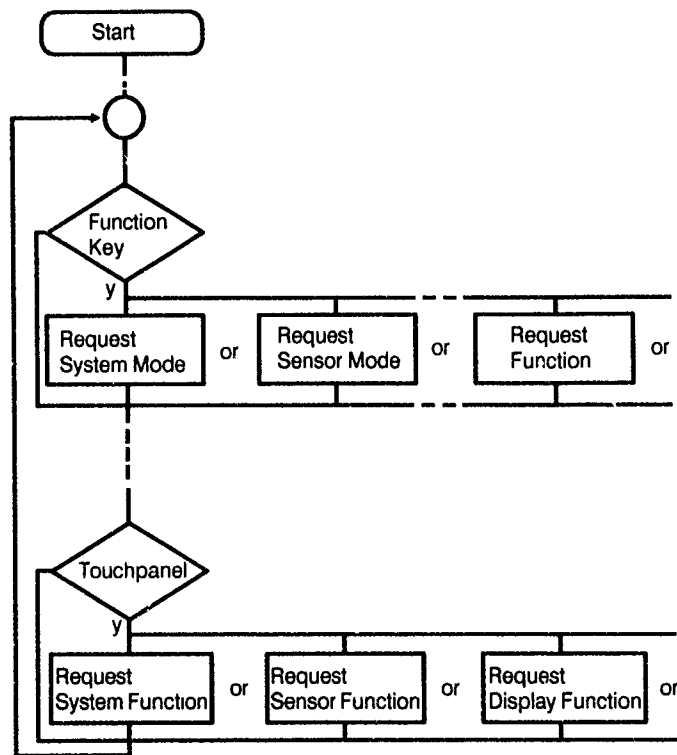 Start
Function
Key
y
Request
System Mode
or
Request
Sensor Mode
or
Request
Function
or
Touchpanel
y
Request
System Function
or
Request
Sensor Function
or
Request
Display Function
or